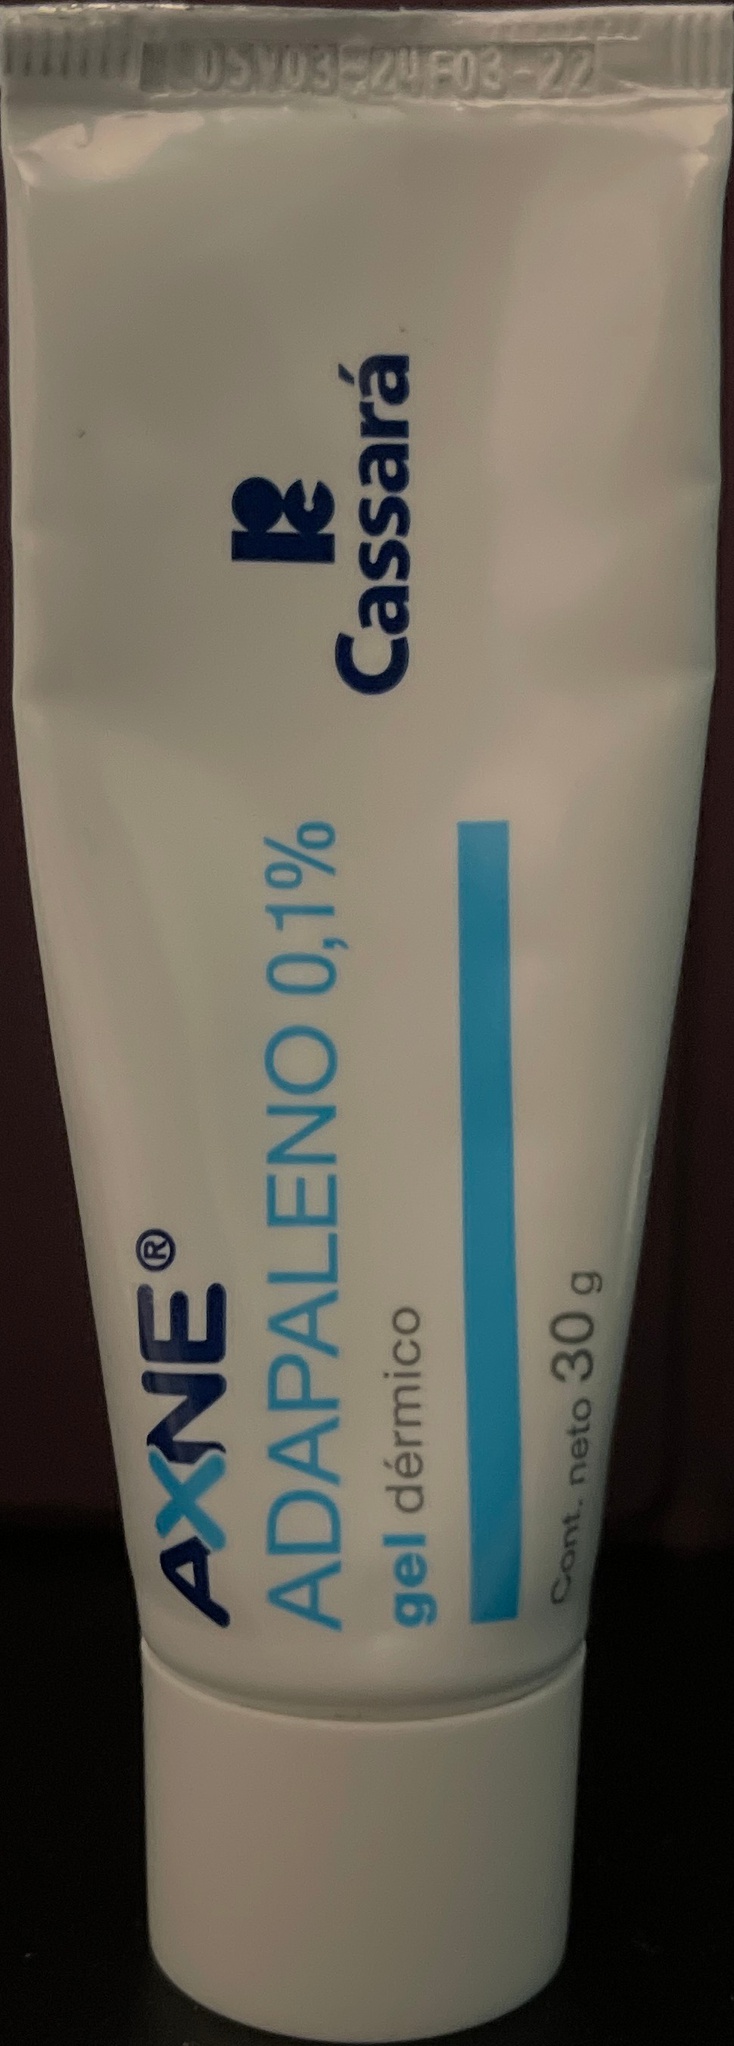 05V03-24F03-22
AXNE®
ADAPALENO 0,1%
gel dérmico
Cont. neto 30 g
Cassará